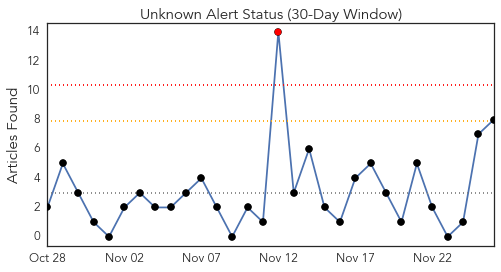 Unknown Alert Status (30-Day Window)
Articles Found
14
12
10
8
6
4
2
0
Oct 28
Nov 02
Nov 07
Nov 12
Nov 17
Nov 22